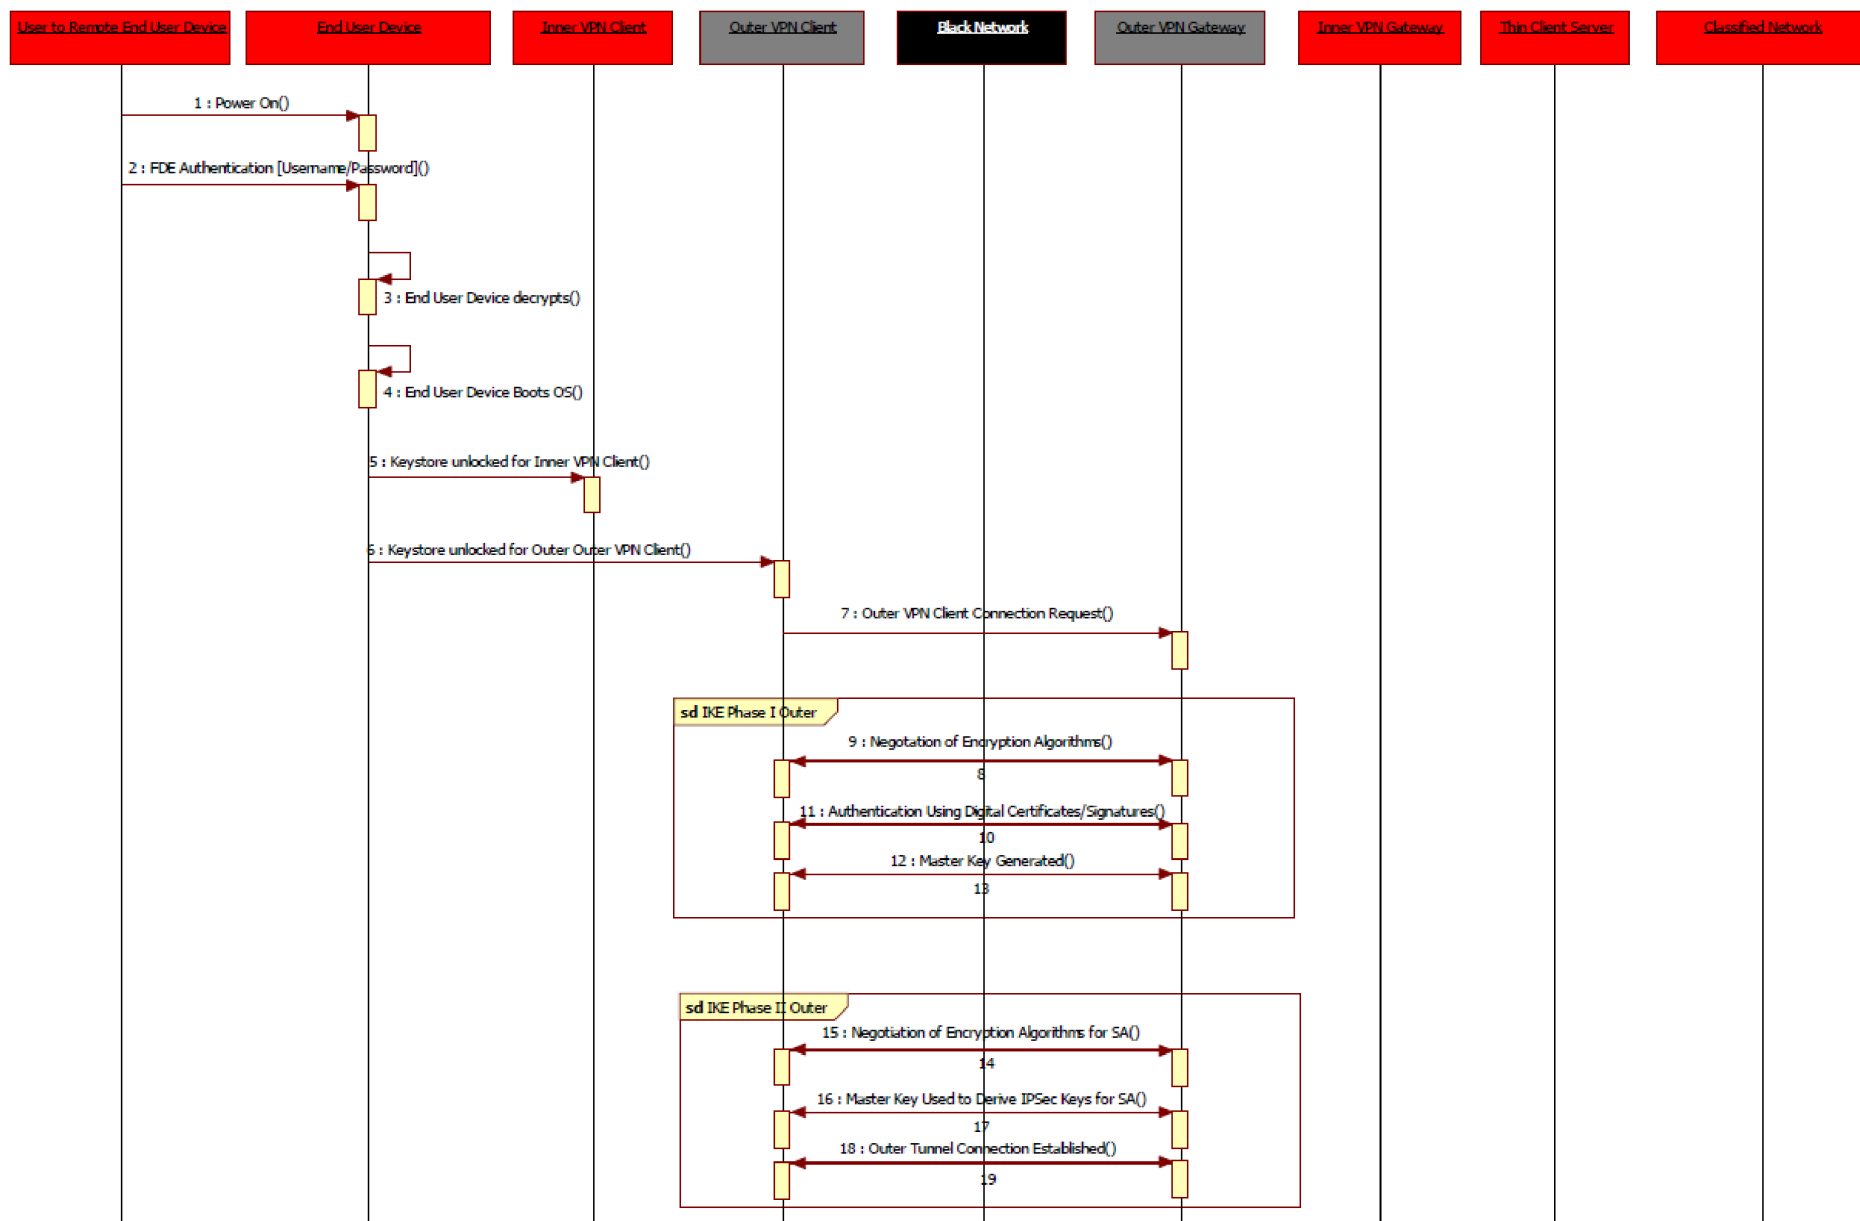 User to Remote End User Device
End User Device
Inner VPN Client
Outer VPN Client
Black Network
Outer VPN Gateway
Inner VPN Gateway
Thin Client Server
Classified Network
1 : Power On()
2 : FDE Authentication [Username/Password]()
3 : End User Device decrypts()
4 : End User Device Boots OS()
5 : Keystore unlocked for Inner VPN Client()
6 : Keystore unlocked for Outer Outer VPN Client()
7 : Outer VPN Client Connection Request()
sd IKE Phase I Outer
9 : Negotation of Encryption Algorithms()
8
11 : Authentication Using Digital Certificates/Signatures()
10
12 : Master Key Generated()
13
sd IKE Phase II Outer
15 : Negotiation of Encryption Algorithms for SA()
14
16 : Master Key Used to Derive IPSec Keys for SA()
17
18 : Outer Tunnel Connection Established()
19